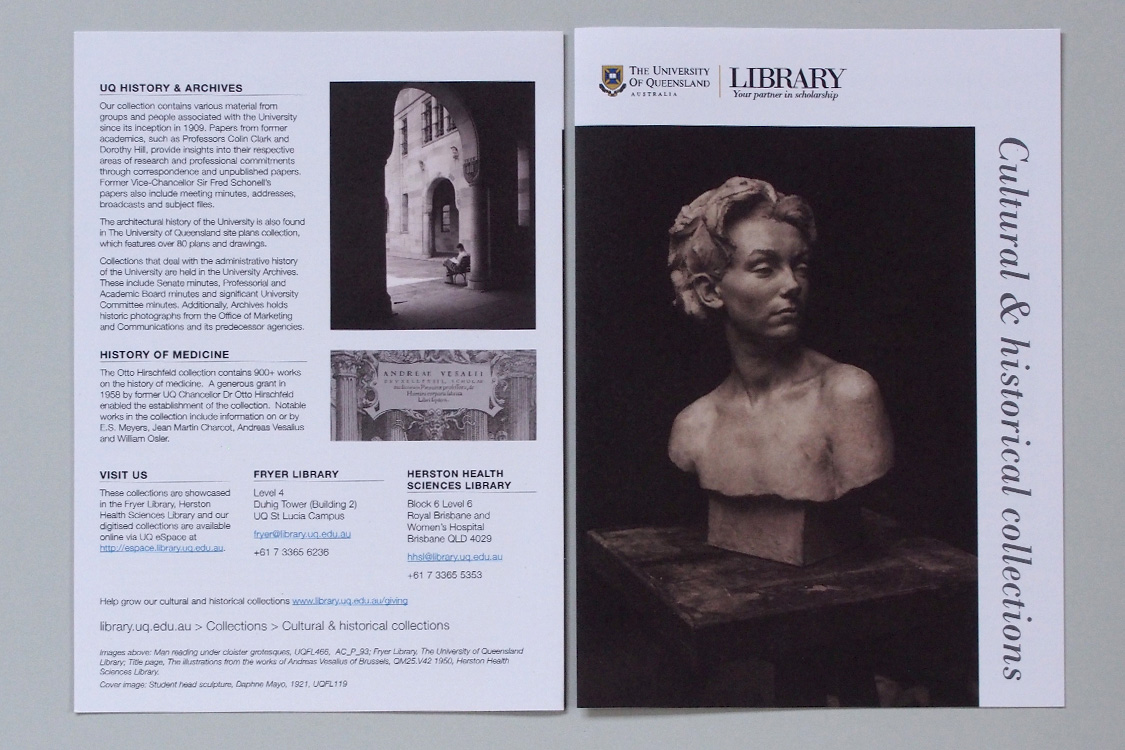 UQ HISTORY & ARCHIVES
Our collection contains various material from
groups and people associated with the University
since its inception in 1909. Papers from former
academics, such as Professors Colin Clark and
Dorothy Hill, provide insights into their respective
areas of research and professional commitments
through correspondence and unpublished papers.
Former Vice-Chancellor Sir Fred Schonell's
papers also include meeting minutes, addresses,
broadcasts and subject files.
The architectural history of the University is also found
in The University of Queensland site plans collection,
which features over 80 plans and drawings.
Collections that deal with the administrative history
of the University are held in the University Archives.
These include Senate minutes, Professorial and
Academic Board minutes and significant University
Committee minutes. Additionally, Archives holds
historic photographs from the Office of Marketing
and Communications and its predecessor agencies.
HISTORY OF MEDICINE
The Otto Hirschfeld collection contains 900+ works
on the history of medicine. A generous grant in
1958 by former UQ Chancellor Dr Otto Hirschfeld
enabled the establishment of the collection. Notable
works in the collection include information on or by
E.S. Meyers, Jean Martin Charcot, Andreas Vesalius
and William Osler.
ANDREAE VESALII
VISIT US
These collections are showcased
in the Fryer Library, Herston
Health Sciences Library and our
digitised collections are available
online via UQ eSpace at
http://espace.library.uq.edu.au.
FRYER LIBRARY
Level 4
Duhig Tower (Building 2)
UQ St Lucia Campus
fryer@library.uq.edu.au
+61 7 3365 6236
HERSTON HEALTH
SCIENCES LIBRARY
Block 6 Level 6
Royal Brisbane and
Women's Hospital
Brisbane QLD 4029
hhsl@library.uq.edu.au
+61 7 3365 5353
Help grow our cultural and historical collections www.library.uq.edu.au/giving
library.uq.edu.au > Collections > Cultural & historical collections
Images above: Man reading under cloister grotesques, UQFL466, AC_P_93; Fryer Library, The University of Queensland
Library; Title page, The illustrations from the works of Andreas Vesalius of Brussels, QM25.V42 1950, Herston Health
Sciences Library.
Cover image: Student head sculpture, Daphne Mayo, 1921, UQFL119
THE UNIVERSITY
OF QUEENSLAND
AUSTRALIA
LIBRARY
Your partner in scholarship
Cultural & historical collections